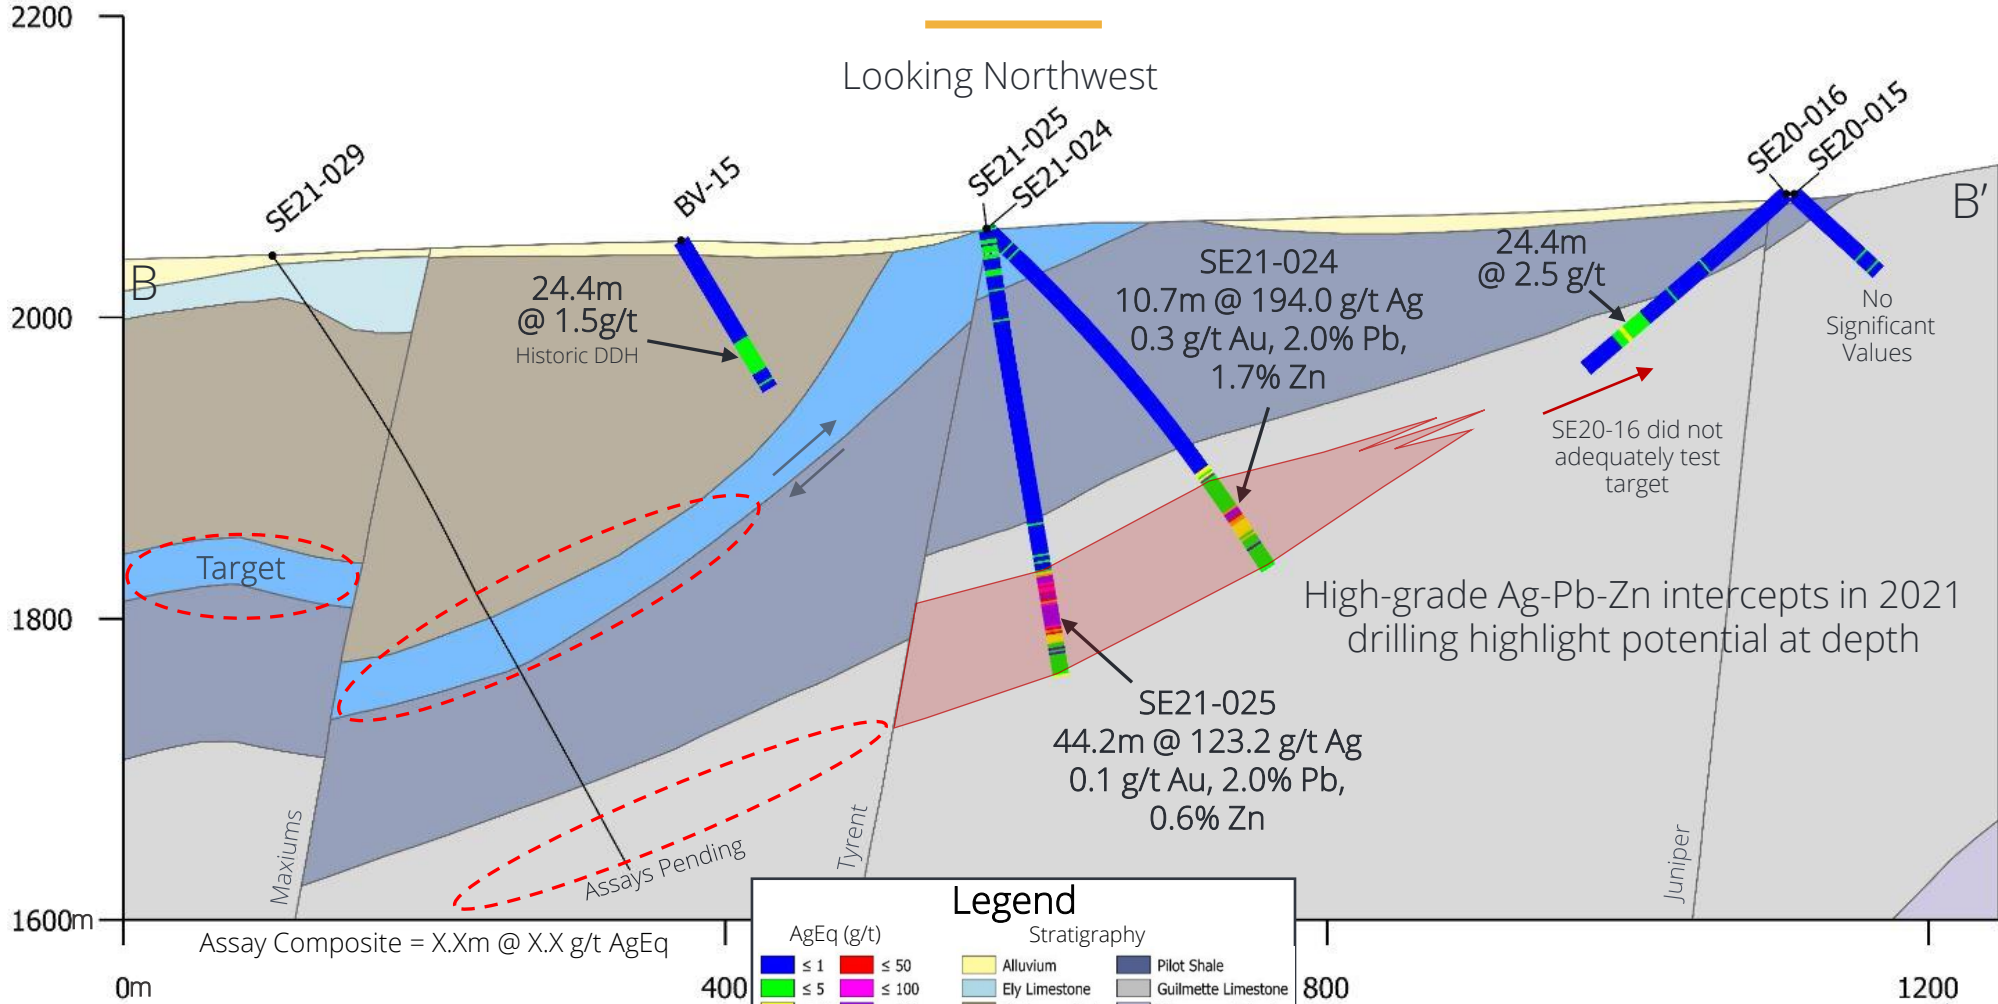 2200
Looking Northwest
SE21-029
BV-15
SE21-025
SE21-024
SE20-016
SE20-015
B
B'
2000
24.4m
@ 1.5g/t
Historic DDH
SE21-024
10.7m @ 194.0 g/t Ag
0.3 g/t Au, 2.0% Pb,
1.7% Zn
24.4m
@ 2.5 g/t
No
Significant
Values
SE20-16 did not
adequately test
target
Target
1800
High-grade Ag-Pb-Zn intercepts in 2021
drilling highlight potential at depth
SE21-025
44.2m @ 123.2 g/t Ag
0.1 g/t Au, 2.0% Pb,
0.6% Zn
Maxiums
Assays Pending
Tyrent
Juniper
1600m
Assay Composite = X.Xm @ X.X g/t AgEq
Legend
AgEq (g/t)
Stratigraphy
≤ 1
≤ 50
Alluvium
Pilot Shale
≤ 5
≤ 100
Ely Limestone
Guilmette Limestone
0m
400
800
1200